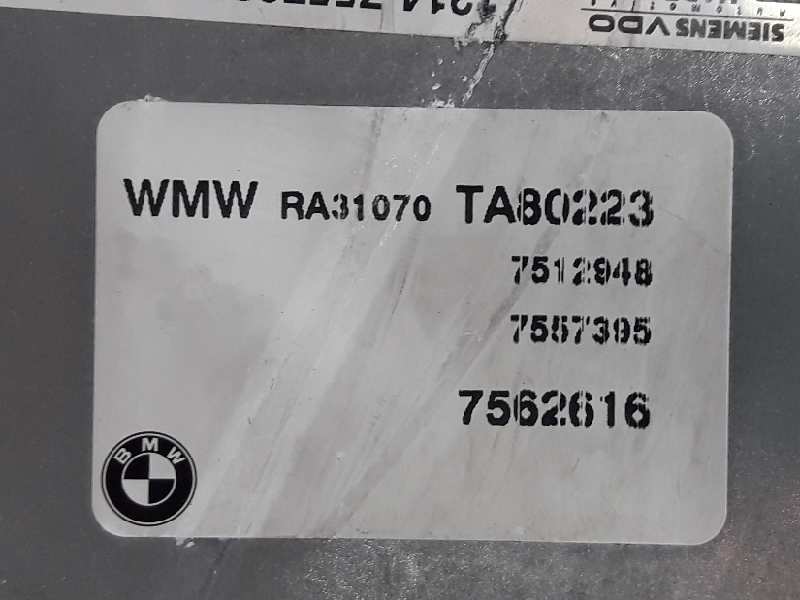 SIEMENS VDO
WMW RA31070 TA80223
7512948
7557395
7562616
BMW